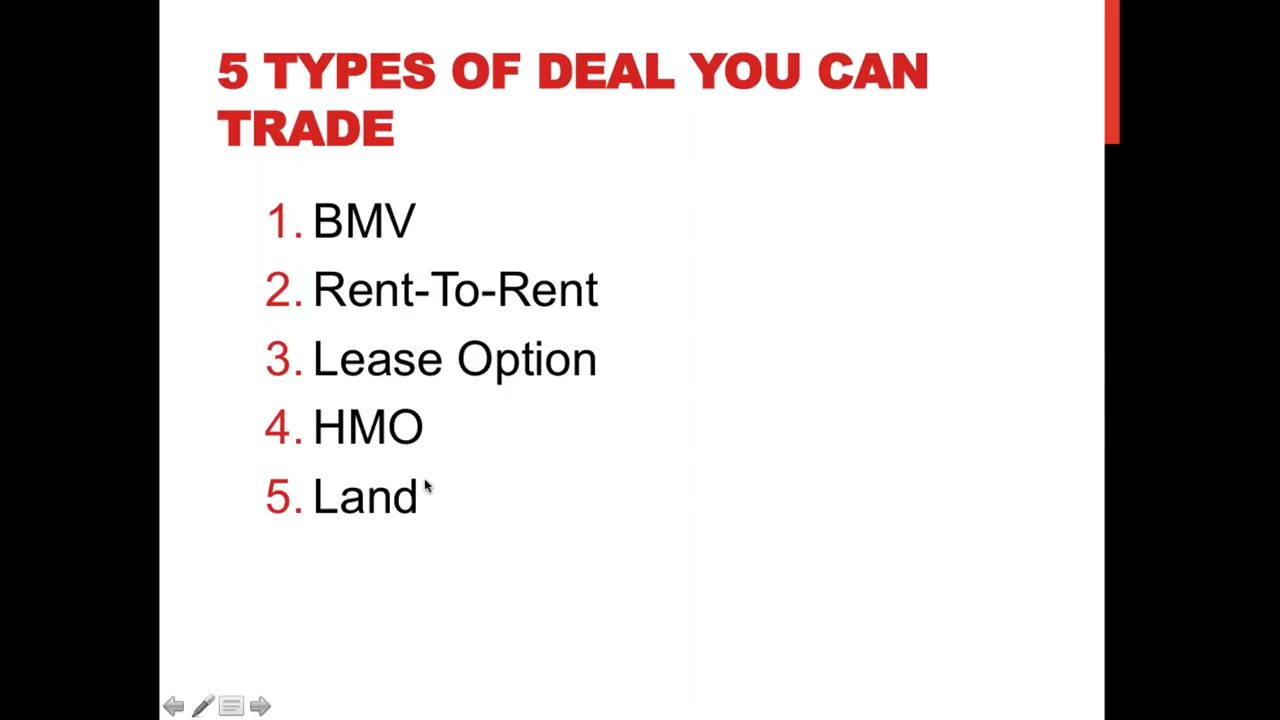 5 TYPES OF DEAL YOU CAN
TRADE
1. BMV
2. Rent-To-Rent
3. Lease Option
4. HMO
5. Land